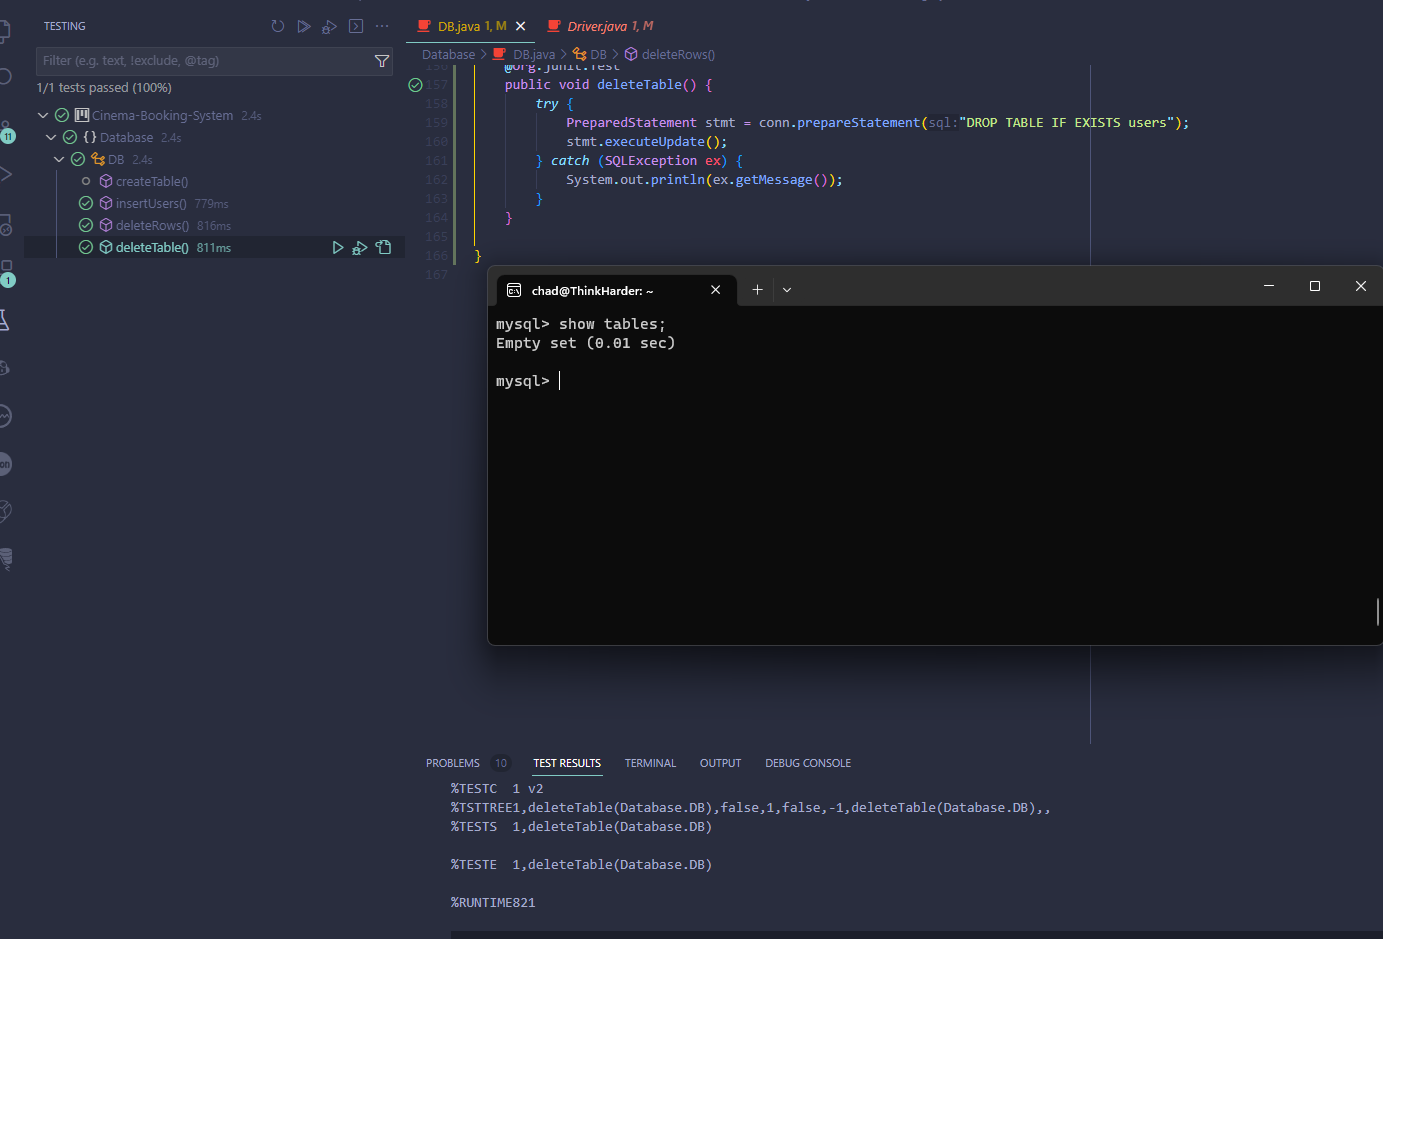 TESTING
Filter (e.g. text, !exclude, @tag)
1/1 tests passed (100%)
Cinema-Booking-System 2.4s
Database 2.4s
DB 2.4s
createTable()
insertUsers() 779ms
deleteRows() 816ms
deleteTable() 811ms
11
1
DB.java 1, M
Driver.java 1, M
Database > DB.java > DB > deleteRows()
156 @org.junit.Test
157 public void deleteTable() {
158 try {
159 PreparedStatement stmt = conn.prepareStatement(sql:"DROP TABLE IF EXISTS users");
160 stmt.executeUpdate();
161 } catch (SQLException ex) {
162 System.out.println(ex.getMessage());
163 }
164 }
165
166 }
167
chad@ThinkHarder: ~
mysql> show tables;
Empty set (0.01 sec)
mysql>
PROBLEMS 10 TEST RESULTS TERMINAL OUTPUT DEBUG CONSOLE
%TESTC 1 v2
%TSTTREE1,deleteTable(Database.DB),false,1,false,-1,deleteTable(Database.DB),,
%TESTS 1,deleteTable(Database.DB)
%TESTE 1,deleteTable(Database.DB)
%RUNTIME821